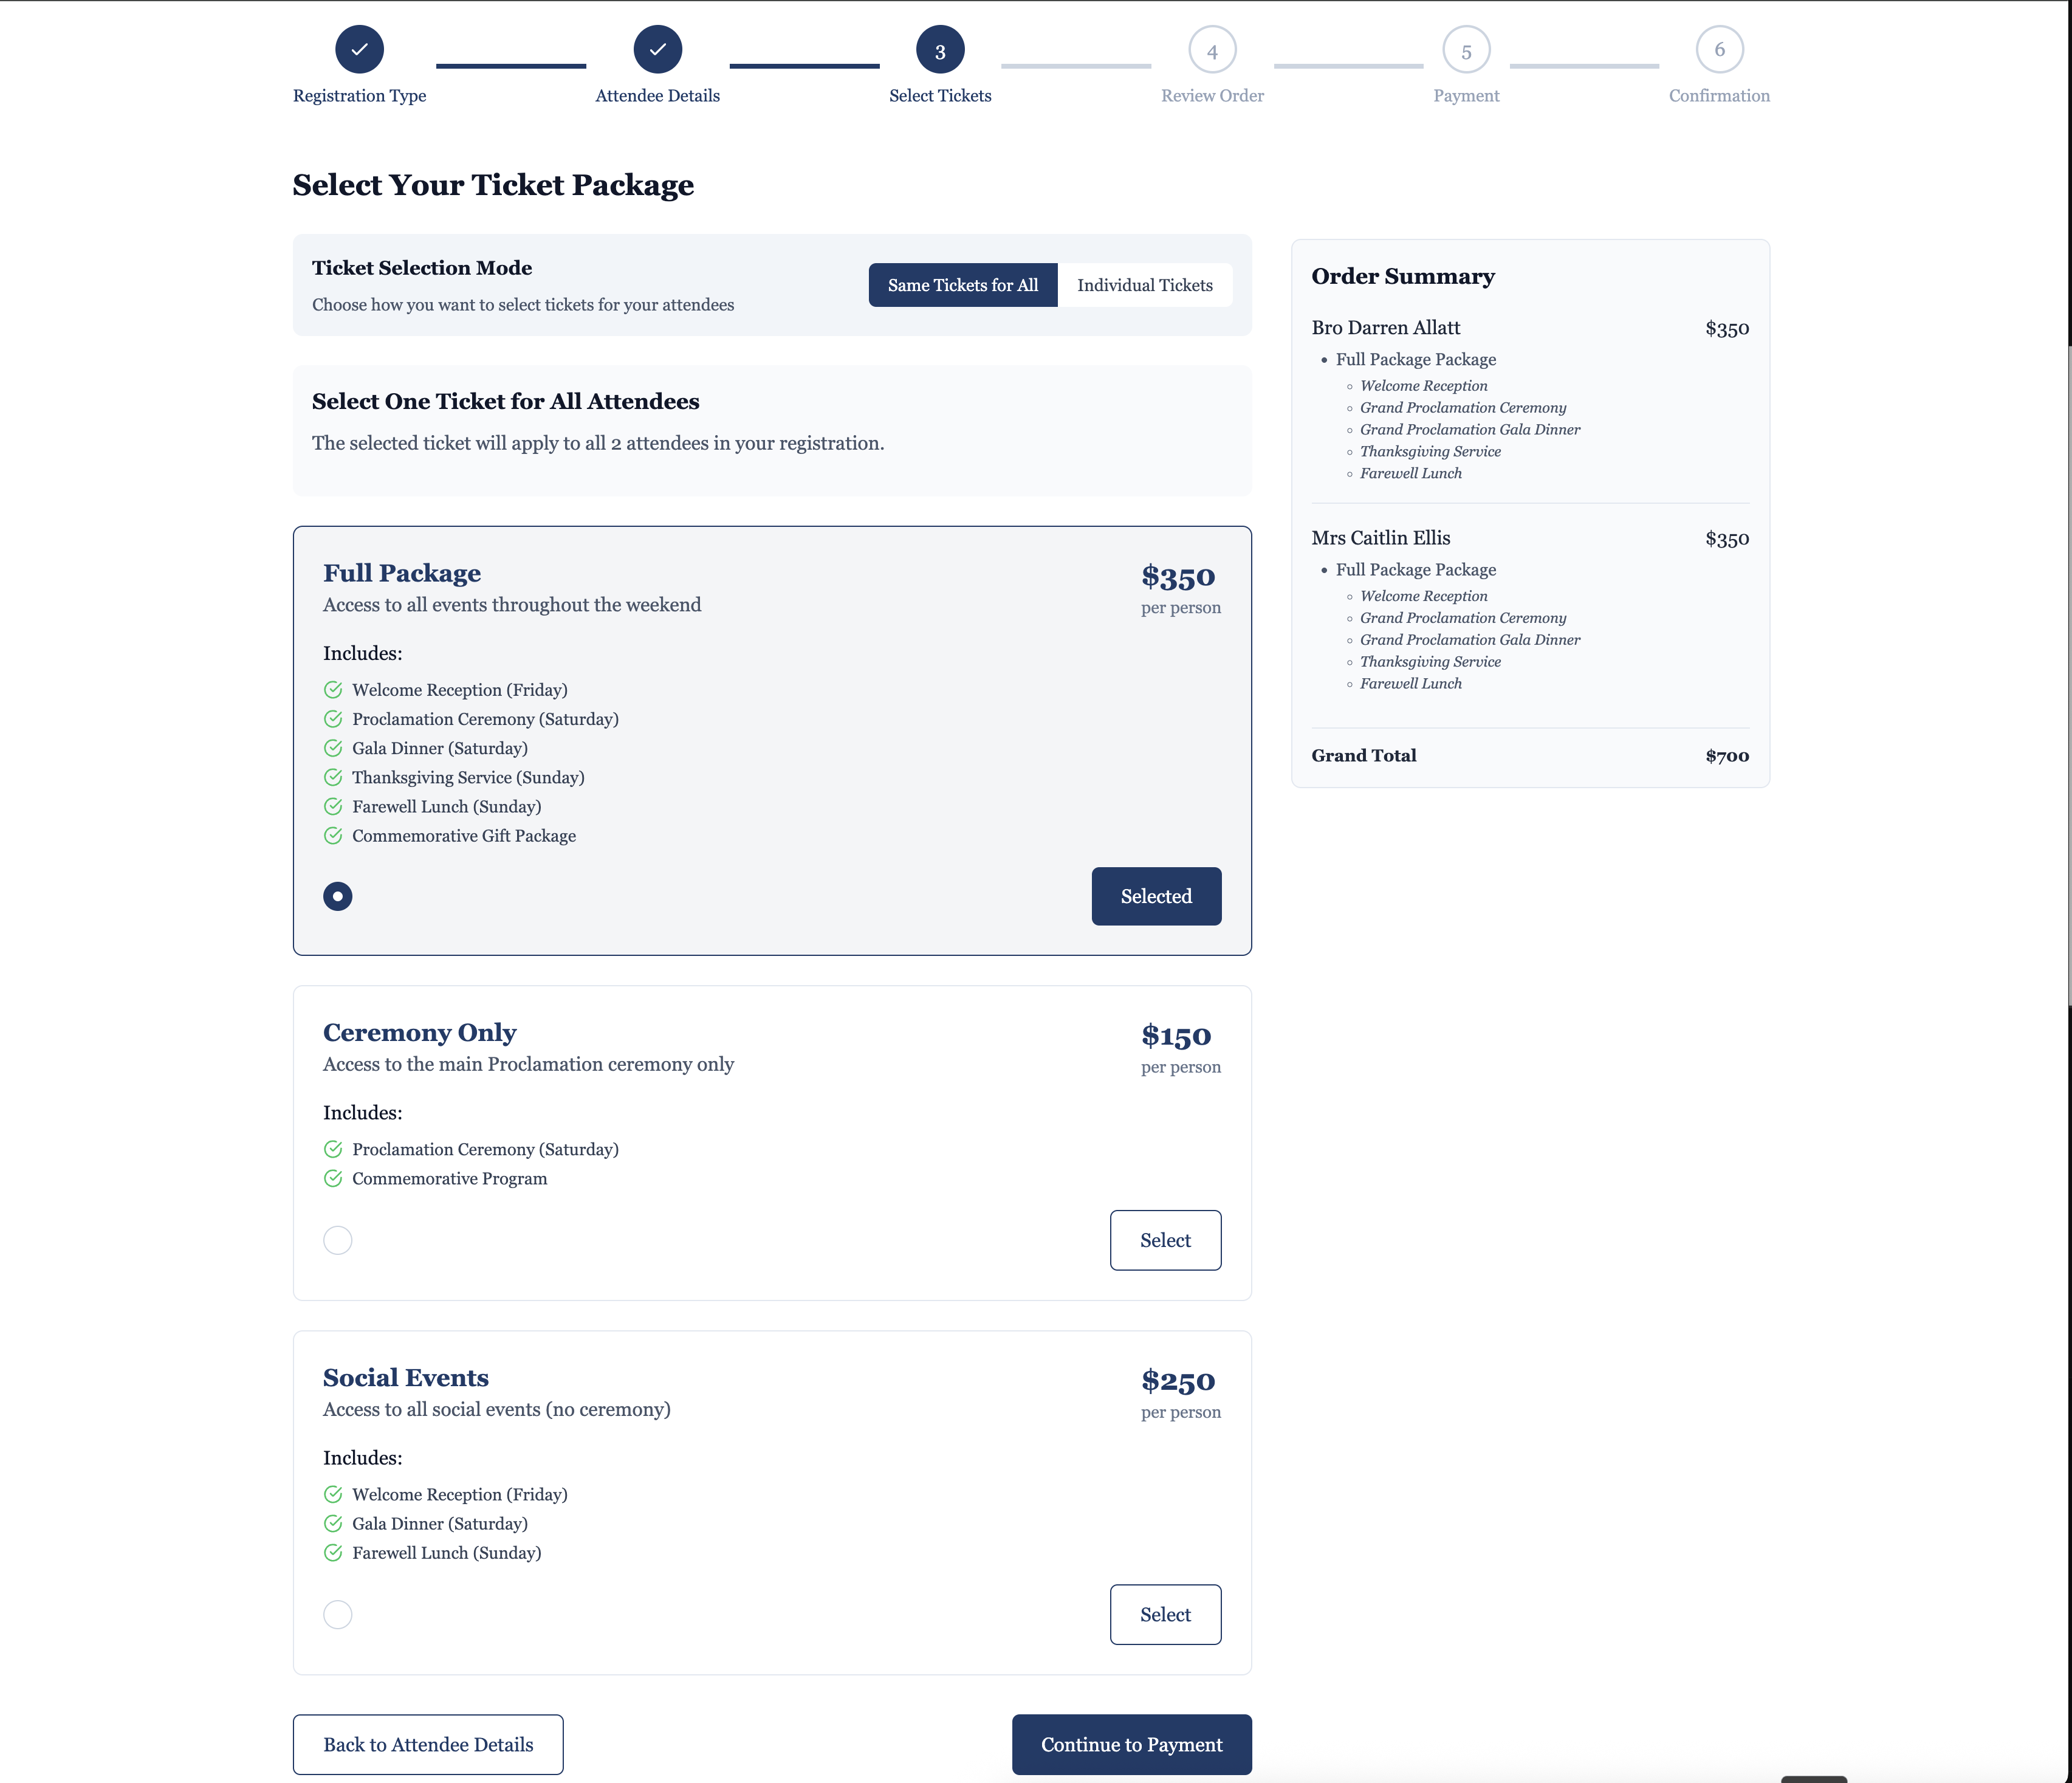 3
4
5
6
Registration Type
Attendee Details
Select Tickets
Review Order
Payment
Confirmation
Select Your Ticket Package
Ticket Selection Mode
Choose how you want to select tickets for your attendees
Same Tickets for All
Individual Tickets
Select One Ticket for All Attendees
The selected ticket will apply to all 2 attendees in your registration.
Full Package
$350
Access to all events throughout the weekend
per person
Includes:
Welcome Reception (Friday)
Proclamation Ceremony (Saturday)
Gala Dinner (Saturday)
Thanksgiving Service (Sunday)
Farewell Lunch (Sunday)
Commemorative Gift Package
Selected
Ceremony Only
$150
Access to the main Proclamation ceremony only
per person
Includes:
Proclamation Ceremony (Saturday)
Commemorative Program
Select
Social Events
$250
Access to all social events (no ceremony)
per person
Includes:
Welcome Reception (Friday)
Gala Dinner (Saturday)
Farewell Lunch (Sunday)
Select
Back to Attendee Details
Continue to Payment
Order Summary
Bro Darren Allatt $350
Full Package Package
Welcome Reception
Grand Proclamation Ceremony
Grand Proclamation Gala Dinner
Thanksgiving Service
Farewell Lunch
Mrs Caitlin Ellis $350
Full Package Package
Welcome Reception
Grand Proclamation Ceremony
Grand Proclamation Gala Dinner
Thanksgiving Service
Farewell Lunch
Grand Total $700